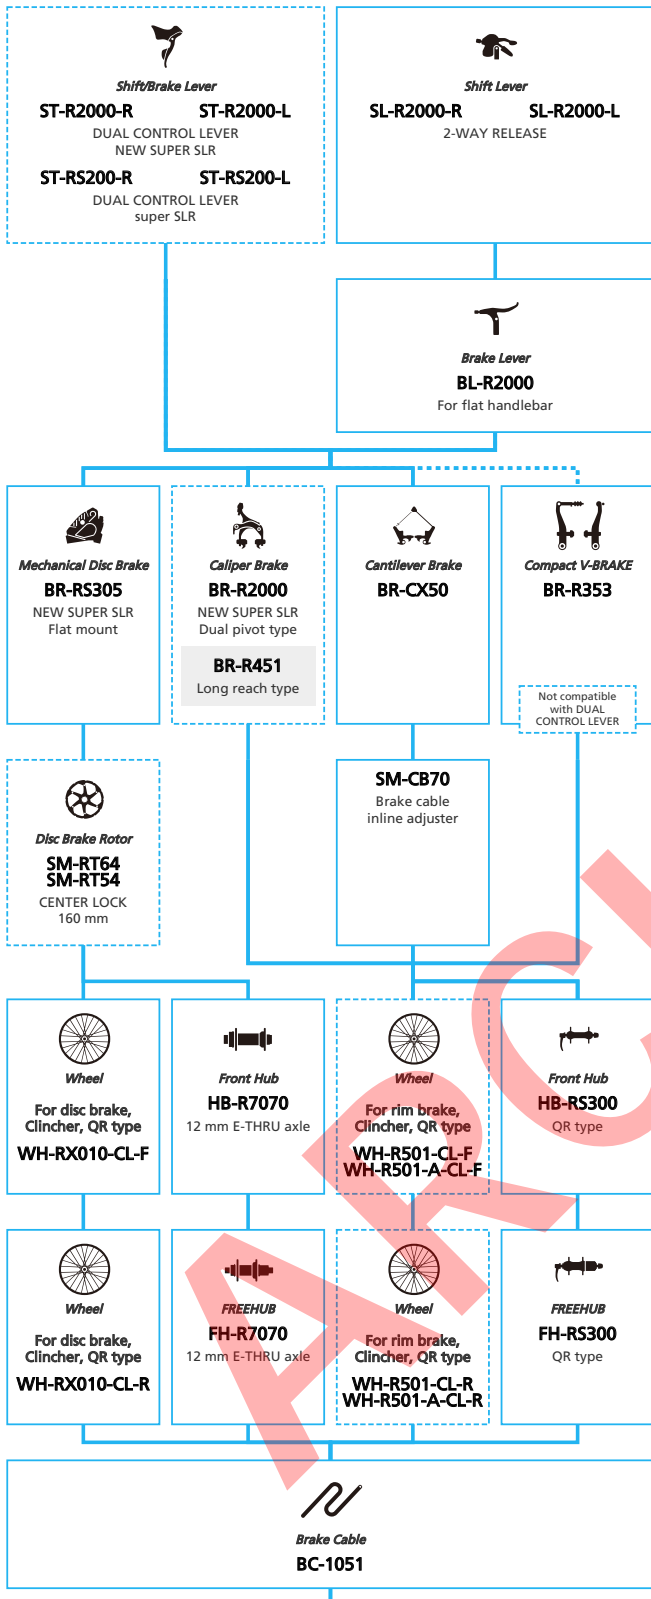 Shift/Brake Lever
ST-R2000-R ST-R2000-L
DUAL CONTROL LEVER
NEW SUPER SLR
ST-RS200-R ST-RS200-L
DUAL CONTROL LEVER
super SLR
Shift Lever
SL-R2000-R SL-R2000-L
2-WAY RELEASE
Brake Lever
BL-R2000
For flat handlebar
Mechanical Disc Brake
BR-RS305
NEW SUPER SLR
Flat mount
Caliper Brake
BR-R2000
NEW SUPER SLR
Dual pivot type
BR-R451
Long reach type
Cantilever Brake
BR-CX50
Compact V-BRAKE
BR-R353
Not compatible
with DUAL
CONTROL LEVER
Disc Brake Rotor
SM-RT64
SM-RT54
CENTER LOCK
160 mm
SM-CB70
Brake cable
inline adjuster
Wheel
For disc brake,
Clincher, QR type
WH-RX010-CL-F
Front Hub
HB-R7070
12 mm E-THRU axle
Wheel
For rim brake,
Clincher, QR type
WH-R501-CL-F
WH-R501-A-CL-F
Front Hub
HB-RS300
QR type
Wheel
For disc brake,
Clincher, QR type
WH-RX010-CL-R
FREEHUB
FH-R7070
12 mm E-THRU axle
Wheel
For rim brake,
Clincher, QR type
WH-R501-CL-R
WH-R501-A-CL-R
FREEHUB
FH-RS300
QR type
Brake Cable
BC-1051